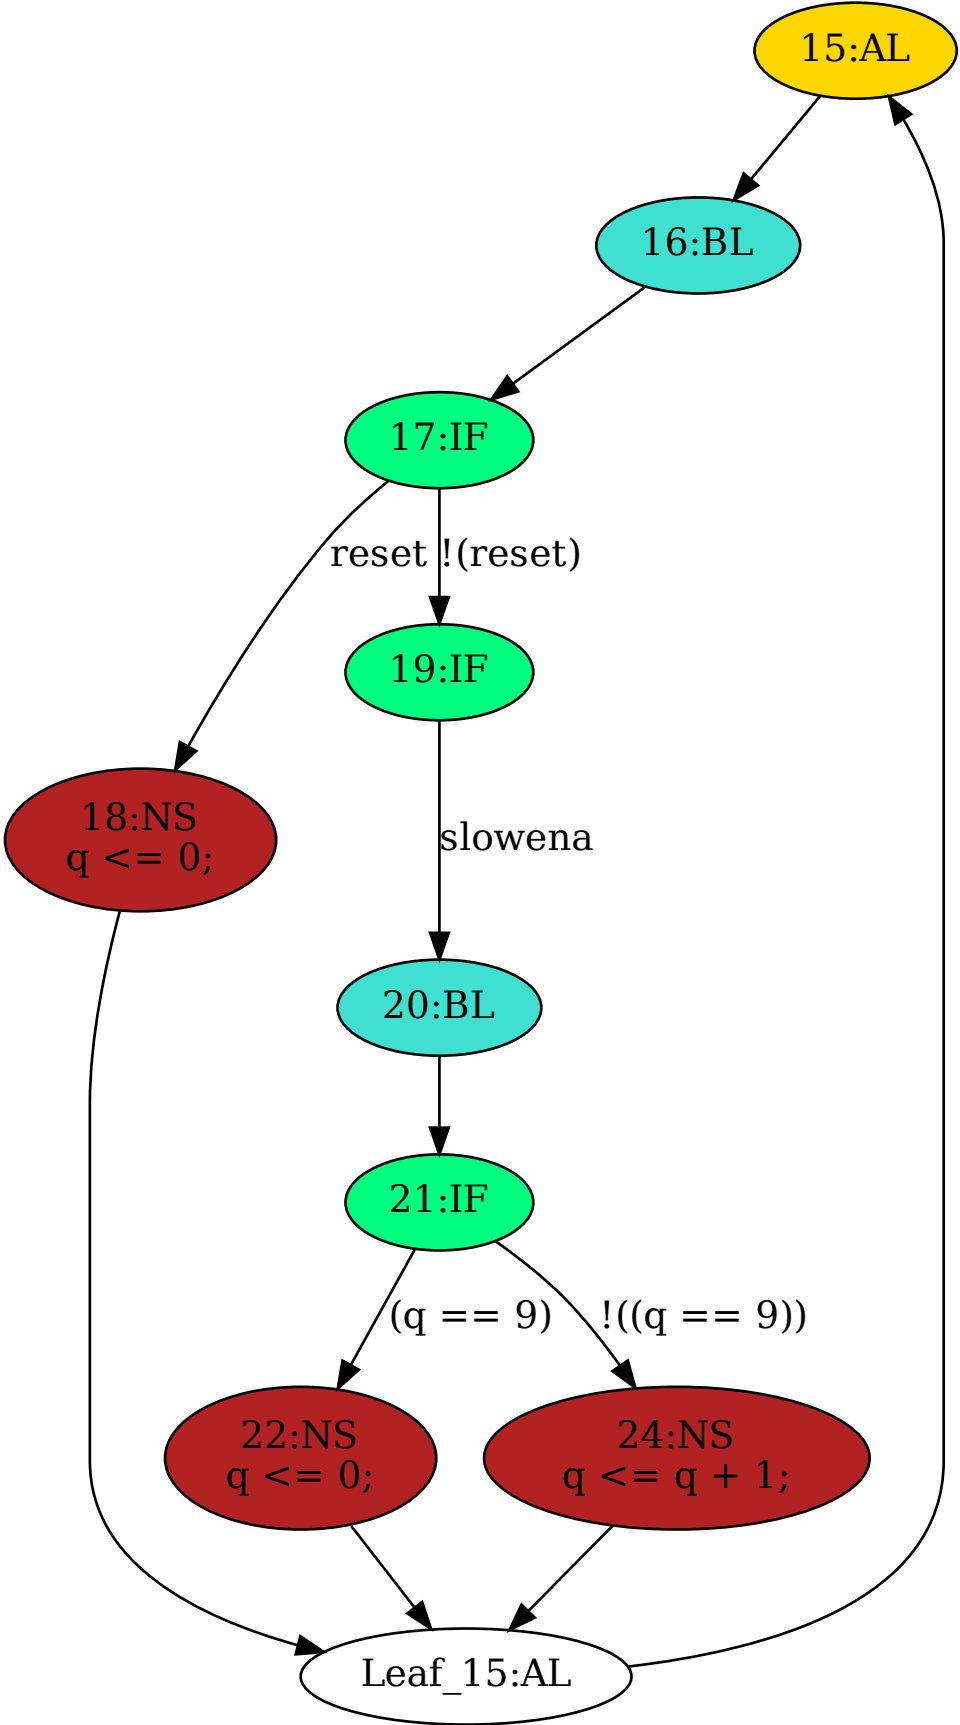 15:AL
16:BL
17:IF
reset
!(reset)
19:IF
18:NS
q <= 0;
slowena
20:BL
21:IF
(q == 9)
!((q == 9))
22:NS
q <= 0;
24:NS
q <= q + 1;
Leaf_15:AL